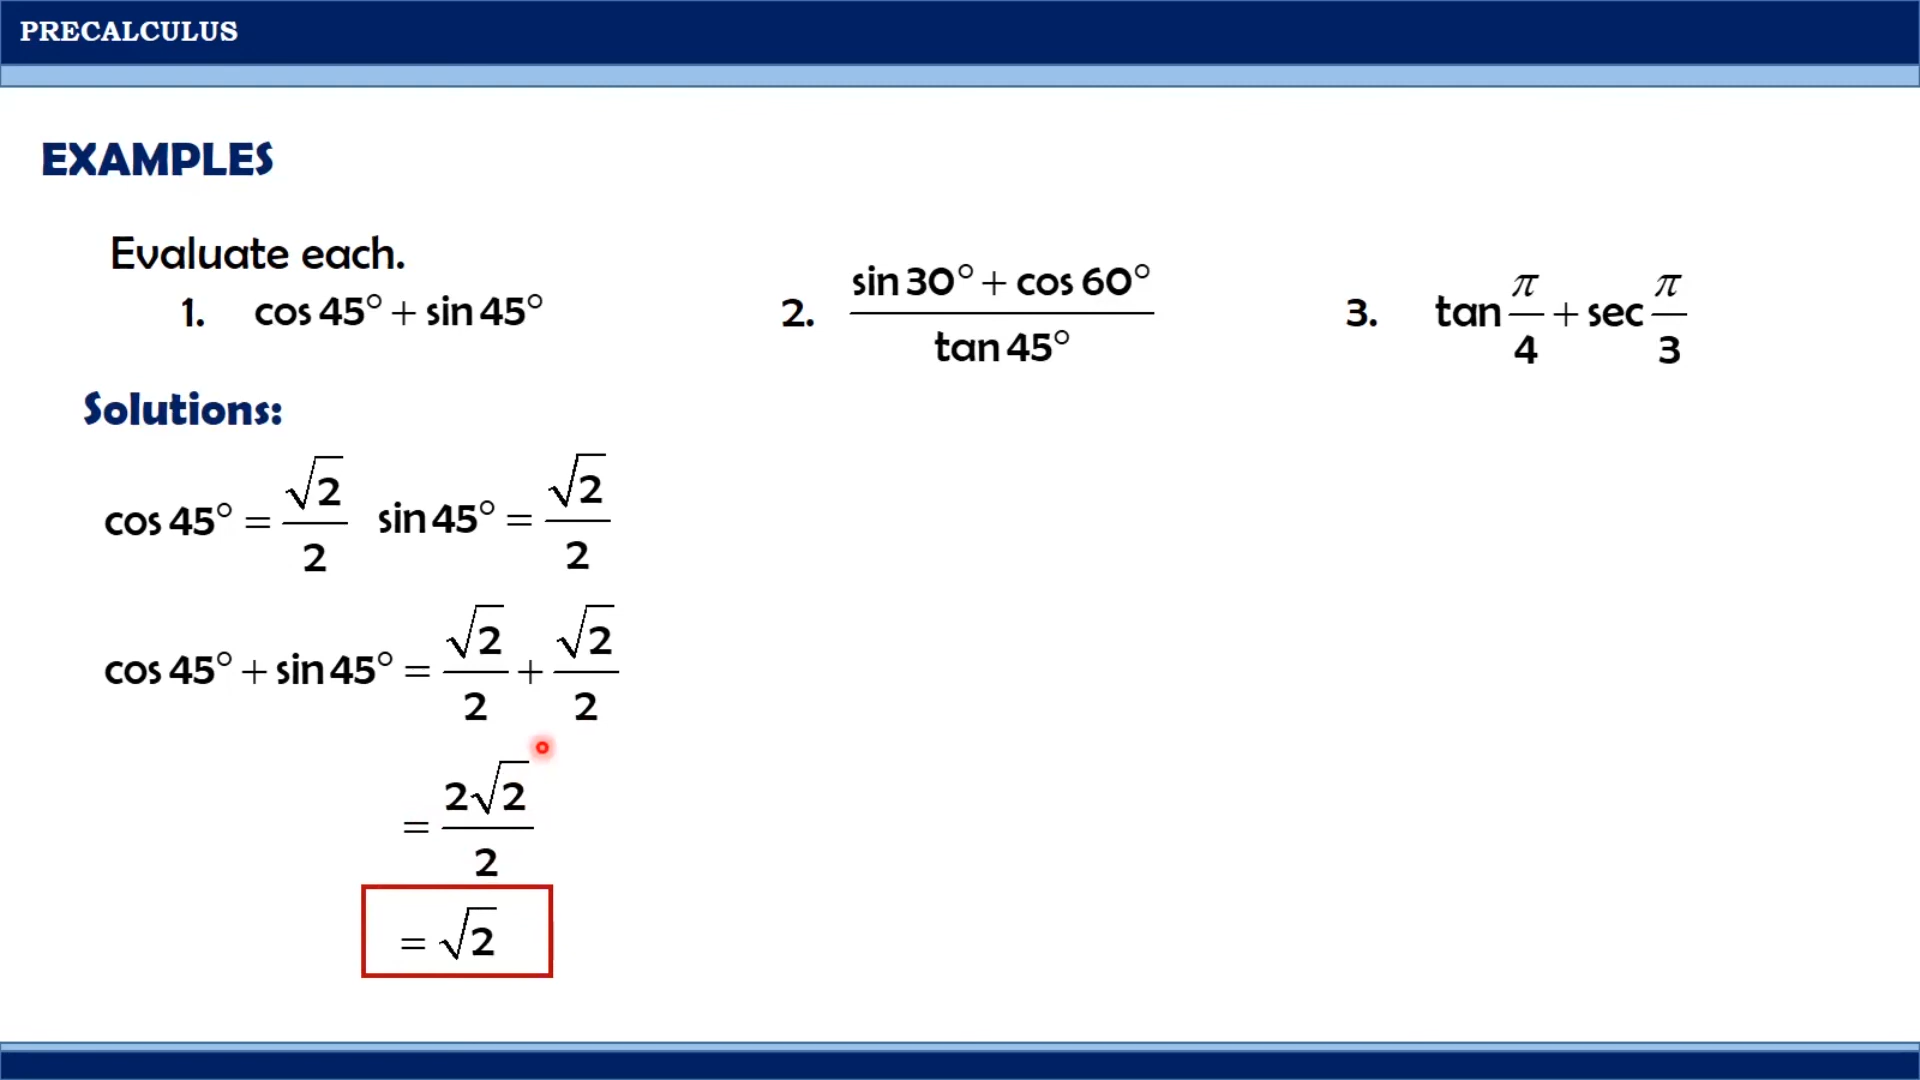 PRECALCULUS
EXAMPLES
Evaluate each.
1. cos 45° + sin 45°
2. (sin 30° + cos 60°) / (tan 45°)
3. tan π/4 + sec π/3
Solutions:
cos 45° = √2/2 sin 45° = √2/2
cos 45° + sin 45° = √2/2 + √2/2
= 2√2/2
= √2